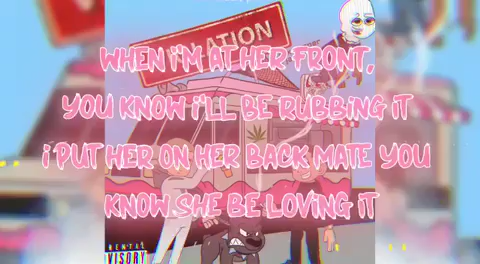 VACATION
WHEN I'M AT HER FRONT,
YOU KNOW I'LL BE RUBBING IT
I PUT HER ON HER BACK MATE YOU
KNOW SHE BE LOVING IT